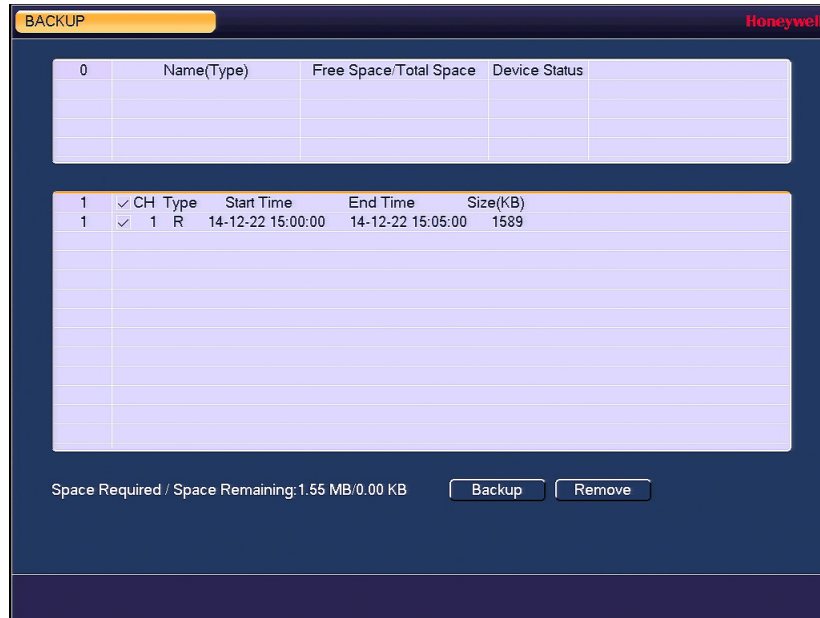 BACKUP Honeywell
0 Name(Type) Free Space/Total Space Device Status
1 CH Type Start Time End Time Size(KB)
1 1 R 14-12-22 15:00:00 14-12-22 15:05:00 1589
Space Required / Space Remaining:1.55 MB/0.00 KB Backup Remove